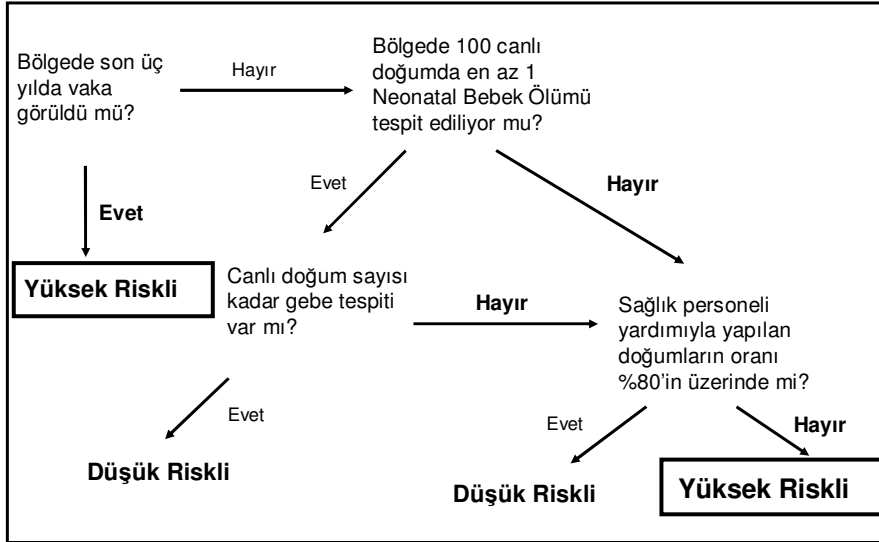 Bölgede son üç
yılda vaka
görüldü mü?
Hayır
Bölgede 100 canlı
doğumda en az 1
Neonatal Bebek Ölümü
tespit ediliyor mu?
Evet
Evet
Hayır
Yüksek Riskli
Canlı doğum sayısı
kadar gebe tespiti
var mı?
Hayır
Sağlık personeli
yardımıyla yapılan
doğumların oranı
%80'in üzerinde mi?
Evet
Düşük Riskli
Evet
Hayır
Düşük Riskli
Yüksek Riskli